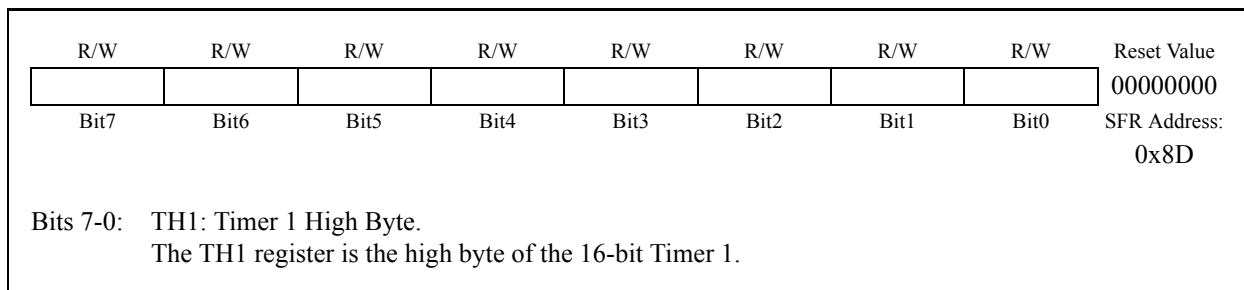 R/W R/W R/W R/W R/W R/W R/W R/W Reset Value
00000000
Bit7 Bit6 Bit5 Bit4 Bit3 Bit2 Bit1 Bit0 SFR Address:
0x8D
Bits 7-0: TH1: Timer 1 High Byte.
The TH1 register is the high byte of the 16-bit Timer 1.